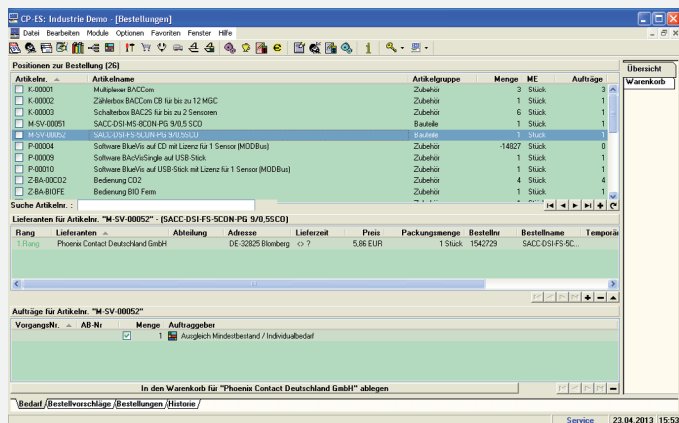 CP-ES: Industrie Demo - [Bestellungen]
Datei Bearbeiten Module Optionen Favoriten Fenster Hilfe
Positionen zur Bestellung (26)
Artikelnr. Artikelname Artikelgruppe Menge ME Aufträge
K-00001 Multiplexer BACCom Zubehör 3 Stück 3
K-00002 Zählerbox BACCom CB für bis zu 12 MGC Zubehör 1 Stück 1
K-00003 Schalterbox BAC2S für bis zu 2 Sensoren Zubehör 6 Stück 1
M-SV-00051 SACC-DSI-MS-8CON-PG 9/0,5 SCO Bauteile 1 Stück 1
M-SV-00052 SACC-DSI-FS-5CON-PG 9/0,5SCO Bauteile 1 Stück 1
P-00004 Software BlueVis auf CD mit Lizenz für 1 Sensor (MODBus) Zubehör -14827 Stück 0
P-00009 Software BAcVisSingle auf USB-Stick Zubehör 1 Stück 1
P-00010 Software BlueVis auf USB-Stick mit Lizenz für 1 Sensor (MODBus) Zubehör 1 Stück 1
Z-BA-00CO2 Bedienung CO2 Zubehör 4 Stück 4
Z-BA-BIOFE Bedienung BIO Ferm Zubehör 1 Stück 1
Suche Artikelnr. :
Lieferanten für Artikelnr. "M-SV-00052" - (SACC-DSI-FS-5CON-PG 9/0,5SCO)
Rang Lieferanten Abteilung Adresse Lieferzeit Preis Packungsmenge Bestellnr Bestellname Temporär
1.Rang Phoenix Contact Deutschland GmbH DE-32825 Blomberg <> ? 5,86 EUR 1 Stück 1542729 SACC-DSI-FS-5C...
Aufträge für Artikelnr. "M-SV-00052"
VorgangsNr. AB-Nr Menge Auftraggeber
1 Ausgleich Mindestbestand / Individualbedarf
In den Warenkorb für "Phoenix Contact Deutschland GmbH" ablegen
Bedarf Bestellvorschläge Bestellungen Historie
Übersicht
Warenkorb
Service 23.04.2013 15:53